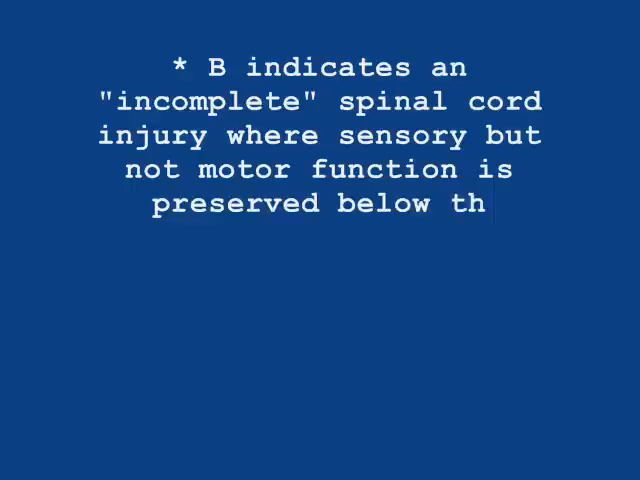 * B indicates an
"incomplete" spinal cord
injury where sensory but
not motor function is
preserved below th